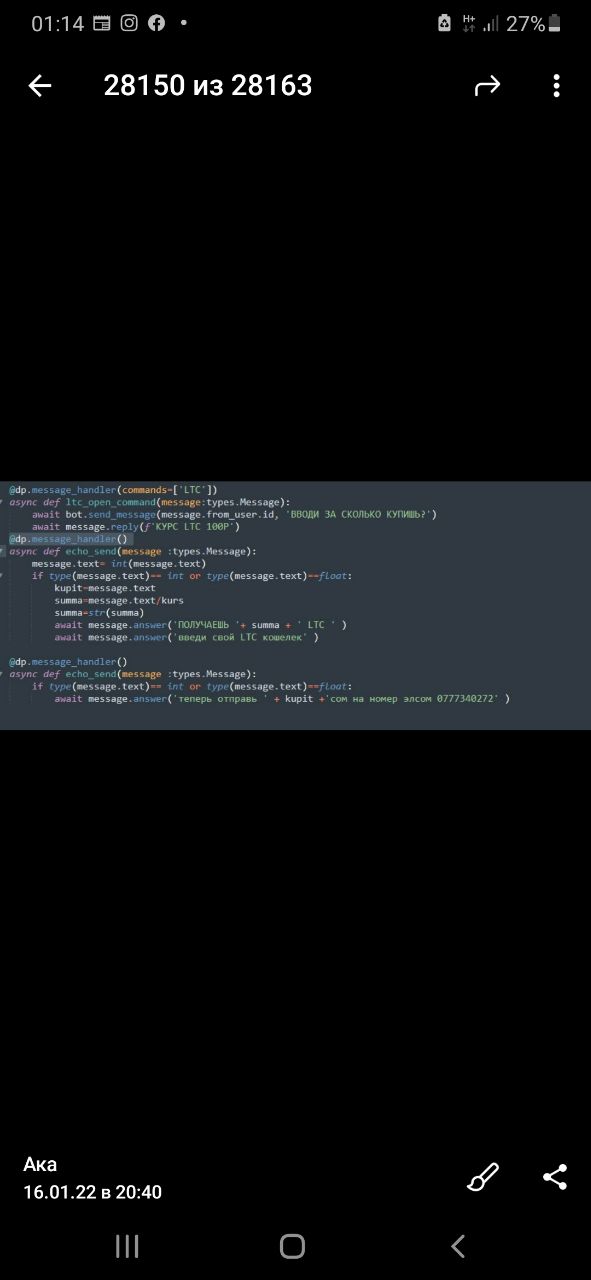 01:14
H+
27%
28150 из 28163
@dp.message_handler(commands=['LTC'])
async def ltc_open_command(message:types.Message):
    await bot.send_message(message.from_user.id, 'ВВОДИ ЗА СКОЛЬКО КУПИШЬ?')
    await message.reply(f'КУРС LTC 100Р')
@dp.message_handler()
async def echo_send(message :types.Message):
    message.text= int(message.text)
    if type(message.text)== int or type(message.text)==float:
        kupit=message.text
        summa=message.text/kurs
        summa=str(summa)
        await message.answer('ПОЛУЧАЕШЬ '+ summa + ' LTC ' )
        await message.answer('введи свой LTC кошелек' )
@dp.message_handler()
async def echo_send(message :types.Message):
    if type(message.text)== int or type(message.text)==float:
        await message.answer('теперь отправь ' + kupit +'сом на номер элсом 0777340272' )
Ака
16.01.22 в 20:40